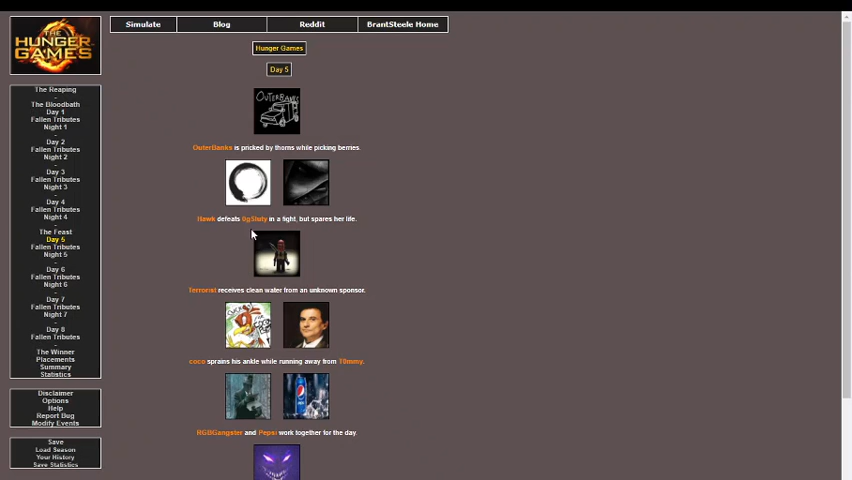 THE
HUNGER
GAMES
Simulate
Blog
Reddit
BrantSteele Home
Hunger Games
Day 5
The Reaping
-
The Bloodbath
Day 1
Fallen Tributes
Night 1
-
Day 2
Fallen Tributes
Night 2
-
Day 3
Fallen Tributes
Night 3
-
Day 4
Fallen Tributes
Night 4
-
The Feast
Day 5
Fallen Tributes
Night 5
-
Day 6
Fallen Tributes
Night 6
-
Day 7
Fallen Tributes
Night 7
-
Day 8
Fallen Tributes
-
The Winner
Placements
Summary
Statistics
Disclaimer
Options
Help
Report Bug
Modify Events
Save
Load Season
Your History
Save Statistics
OUTERBANKS
OuterBanks is pricked by thorns while picking berries.
Hawk defeats 0gSluty in a fight, but spares her life.
Terrorist receives clean water from an unknown sponsor.
coco sprains his ankle while running away from T0mmy.
pepsi
RGBGangster and Pepsi work together for the day.